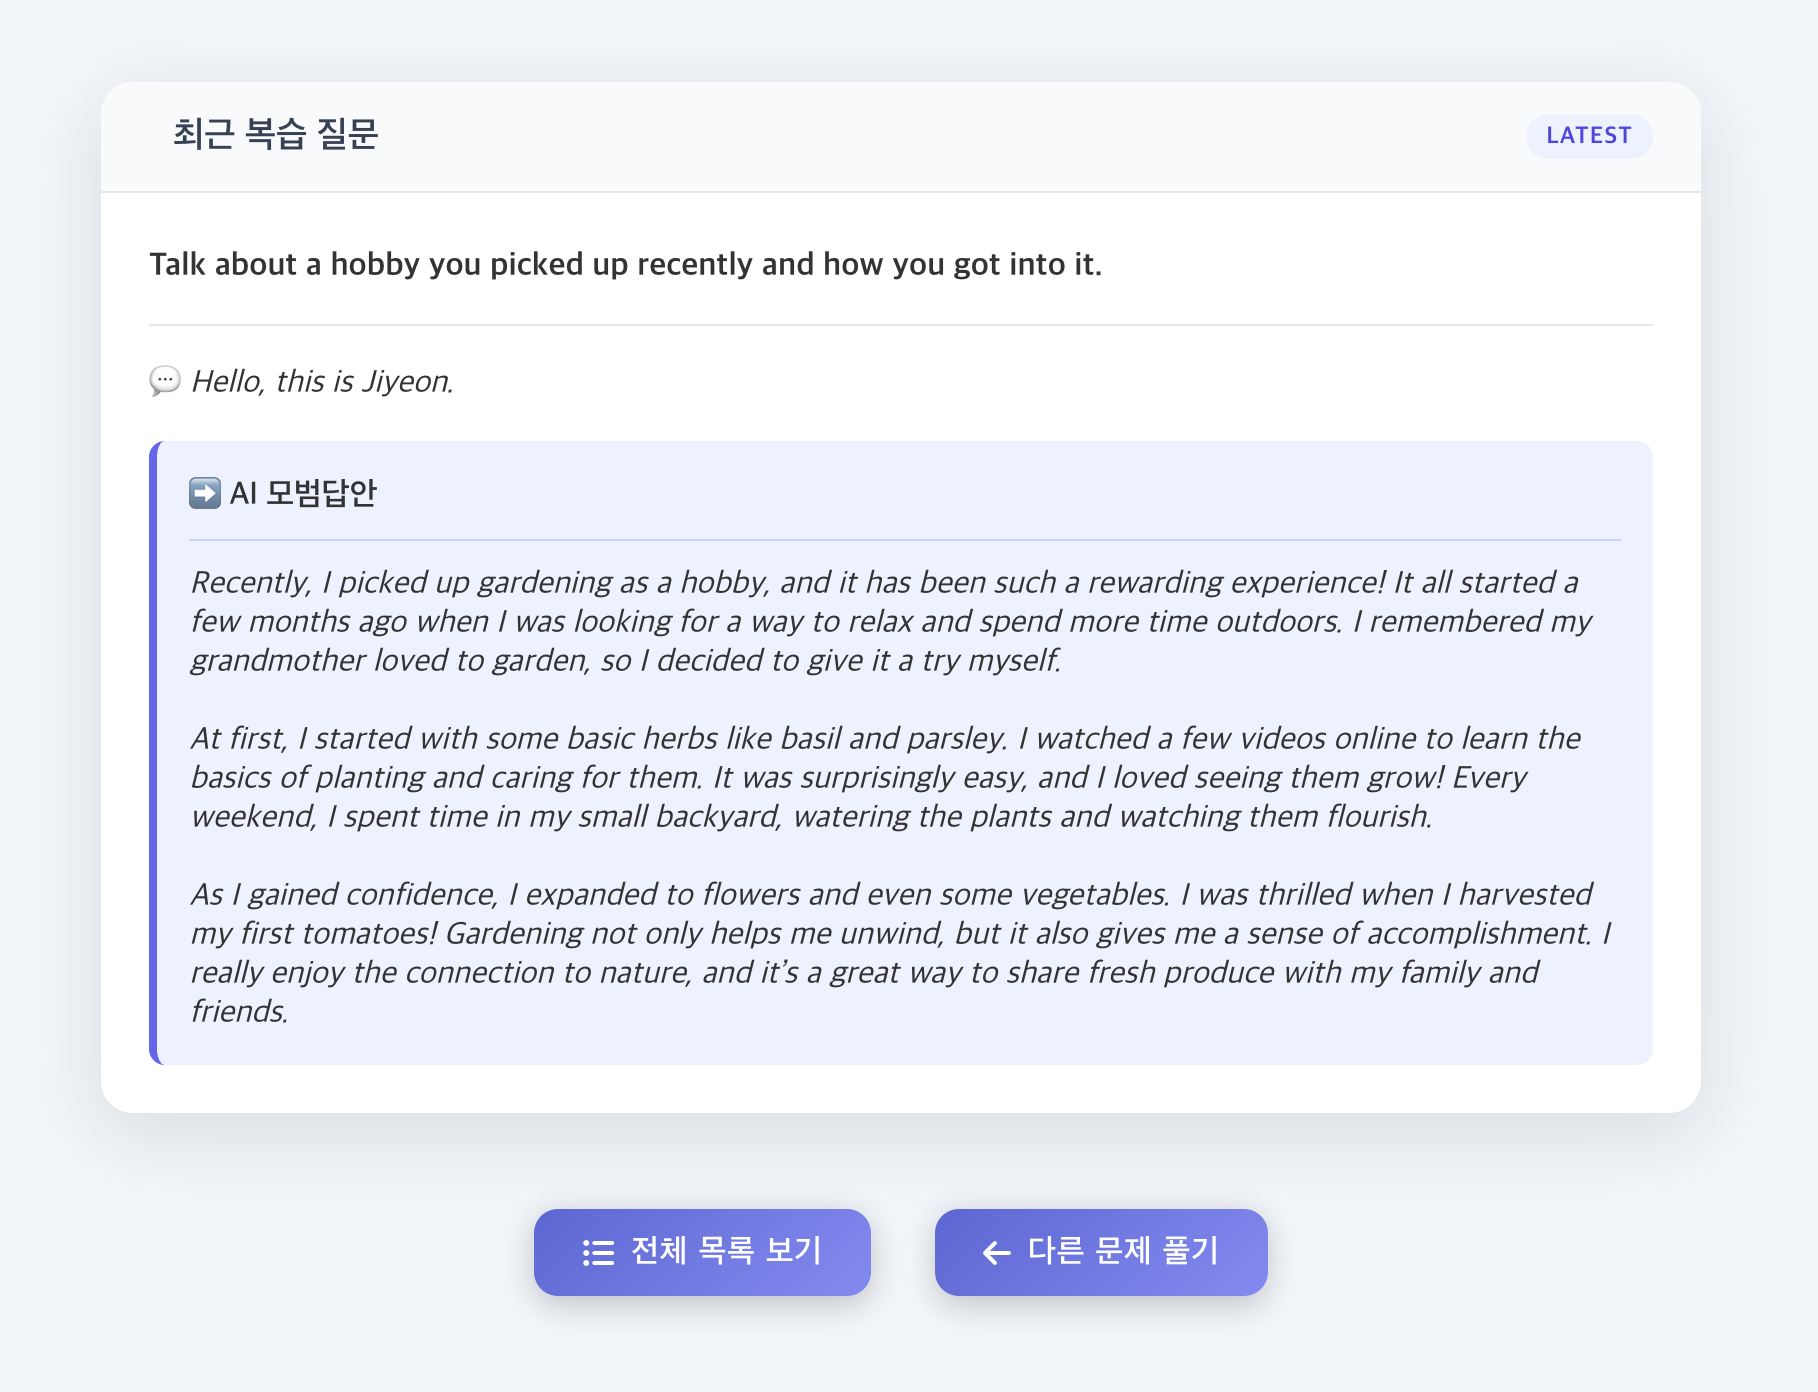 최근 복습 질문
LATEST
Talk about a hobby you picked up recently and how you got into it.
Hello, this is Jiyeon.
AI 모범답안
Recently, I picked up gardening as a hobby, and it has been such a rewarding experience! It all started a
few months ago when I was looking for a way to relax and spend more time outdoors. I remembered my
grandmother loved to garden, so I decided to give it a try myself.
At first, I started with some basic herbs like basil and parsley. I watched a few videos online to learn the
basics of planting and caring for them. It was surprisingly easy, and I loved seeing them grow! Every
weekend, I spent time in my small backyard, watering the plants and watching them flourish.
As I gained confidence, I expanded to flowers and even some vegetables. I was thrilled when I harvested
my first tomatoes! Gardening not only helps me unwind, but it also gives me a sense of accomplishment. I
really enjoy the connection to nature, and it’s a great way to share fresh produce with my family and
friends.
전체 목록 보기
다른 문제 풀기